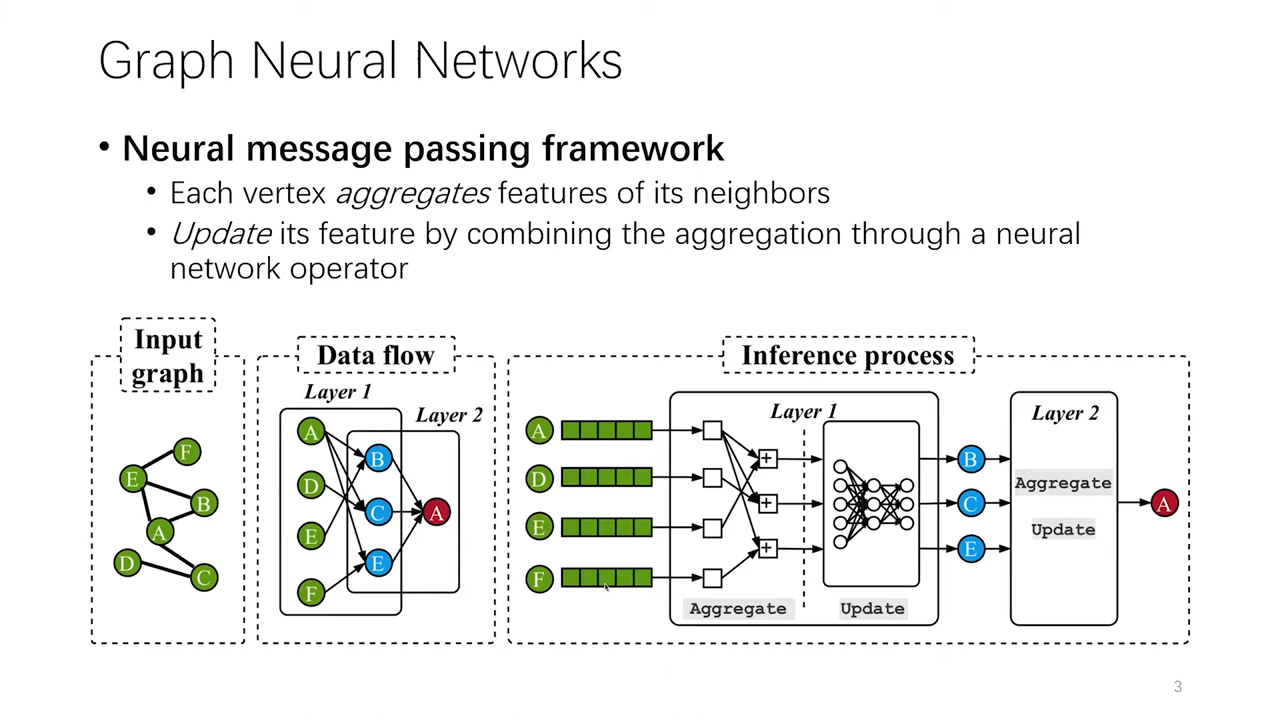 Graph Neural Networks
• Neural message passing framework
• Each vertex aggregates features of its neighbors
• Update its feature by combining the aggregation through a neural
network operator
Input
graph
F
E
B
A
D
C
Data flow
Layer 1
Layer 2
A
B
D
C
A
E
E
F
Inference process
Layer 1
Layer 2
A
+
B
D
Aggregate
+
C
A
E
Update
+
E
F
Aggregate
Update
3